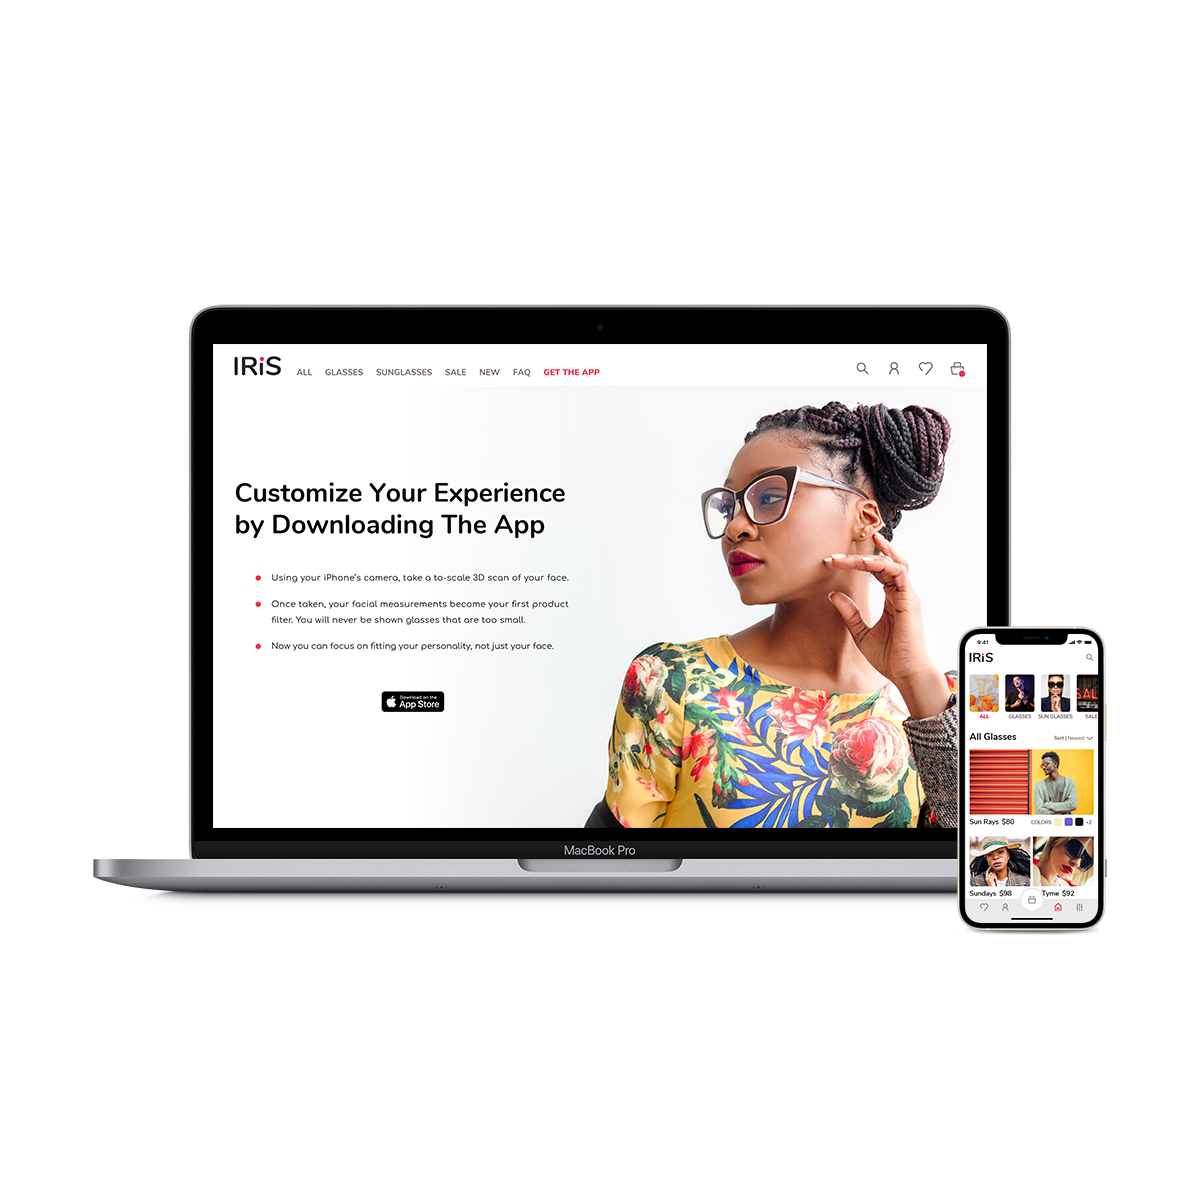 IRiS
ALL GLASSES SUNGLASSES SALE NEW FAQ GET THE APP
Customize Your Experience
by Downloading The App
Using your iPhone's camera, take a to-scale 3D scan of your face.
Once taken, your facial measurements become your first product
filter. You will never be shown glasses that are too small.
Now you can focus on fitting your personality, not just your face.
Download on the
App Store
MacBook Pro
9:41
IRiS
SAL
ALL GLASSES SUN GLASSES SALE
All Glasses
Sort | Newest
Sun Rays $80
COLORS +2
Sundays $98
Tyme $92